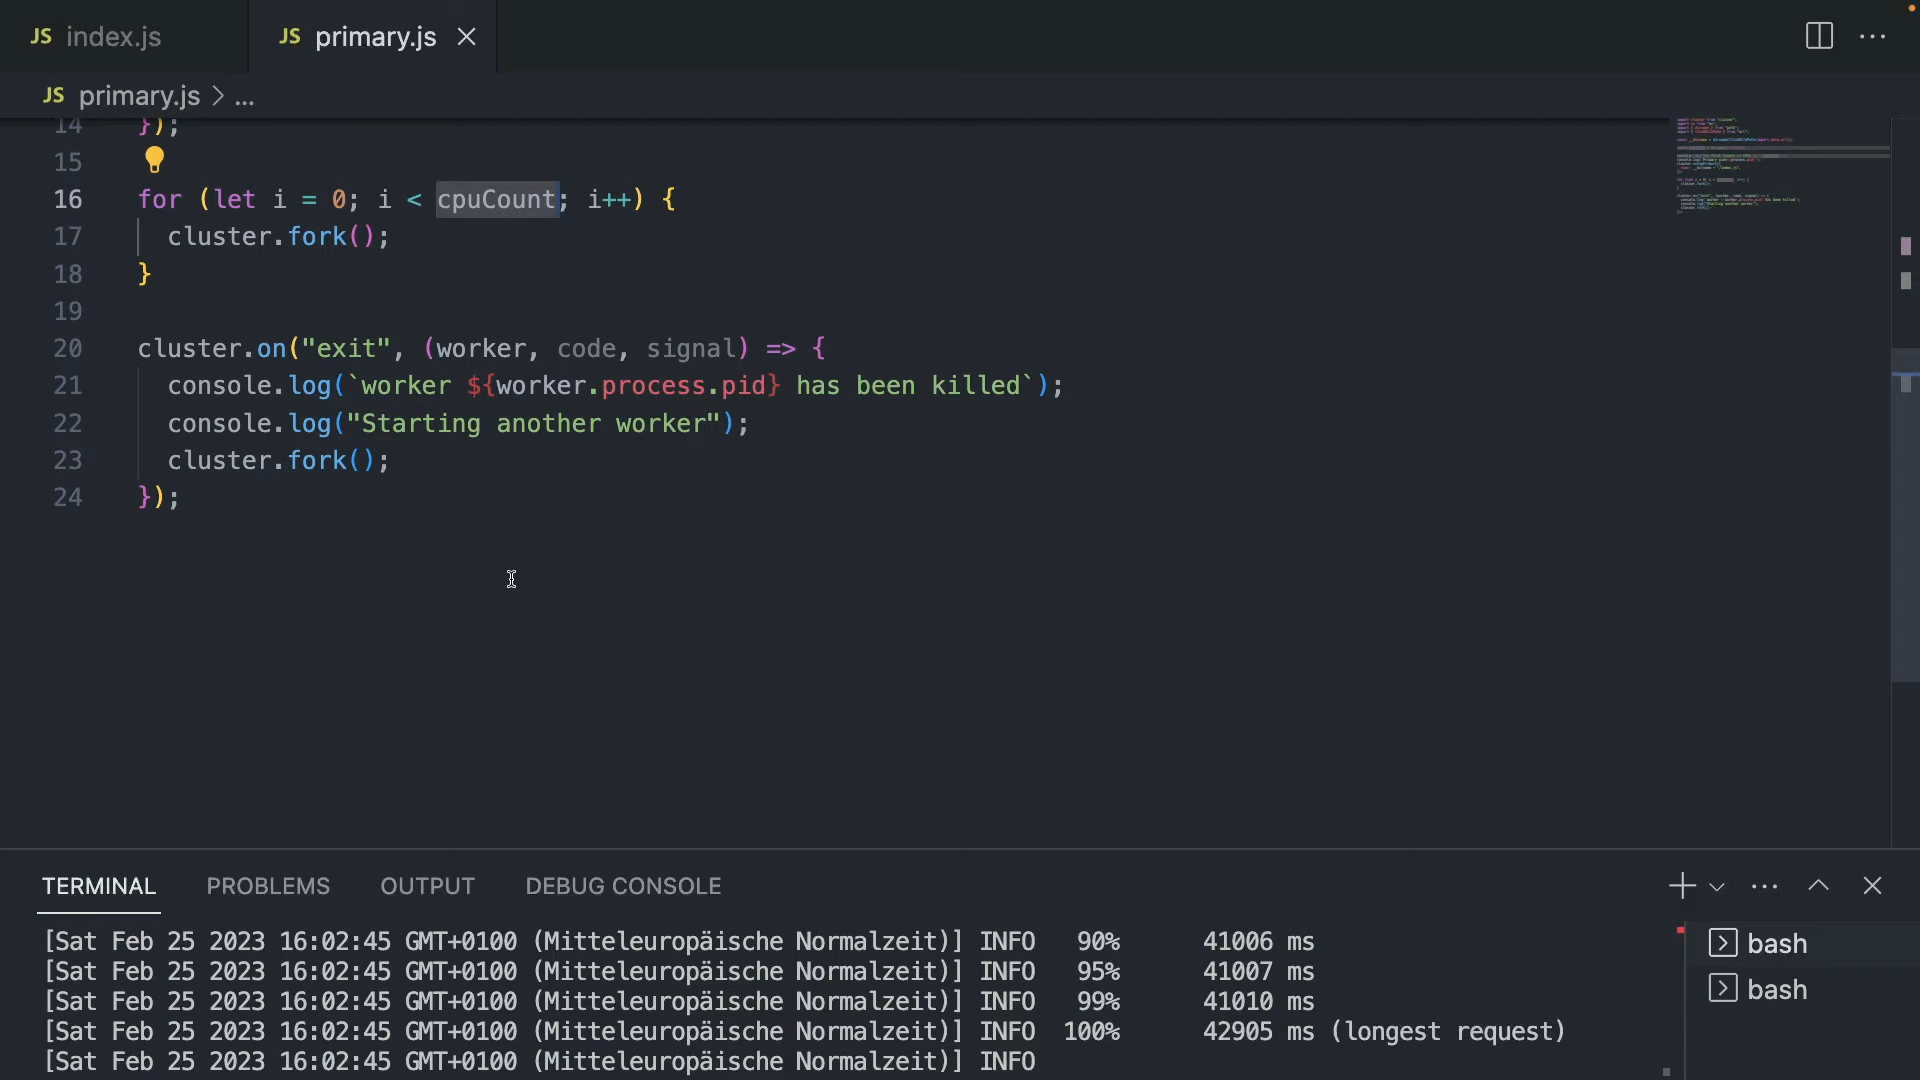 JS index.js
JS primary.js
JS primary.js > ...
14 });
15
16 for (let i = 0; i < cpuCount; i++) {
17 cluster.fork();
18 }
19
20 cluster.on("exit", (worker, code, signal) => {
21 console.log(`worker ${worker.process.pid} has been killed`);
22 console.log("Starting another worker");
23 cluster.fork();
24 });
TERMINAL PROBLEMS OUTPUT DEBUG CONSOLE
[Sat Feb 25 2023 16:02:45 GMT+0100 (Mitteleuropäische Normalzeit)] INFO 90% 41006 ms
[Sat Feb 25 2023 16:02:45 GMT+0100 (Mitteleuropäische Normalzeit)] INFO 95% 41007 ms
[Sat Feb 25 2023 16:02:45 GMT+0100 (Mitteleuropäische Normalzeit)] INFO 99% 41010 ms
[Sat Feb 25 2023 16:02:45 GMT+0100 (Mitteleuropäische Normalzeit)] INFO 100% 42905 ms (longest request)
[Sat Feb 25 2023 16:02:45 GMT+0100 (Mitteleuropäische Normalzeit)] INFO
bash
bash